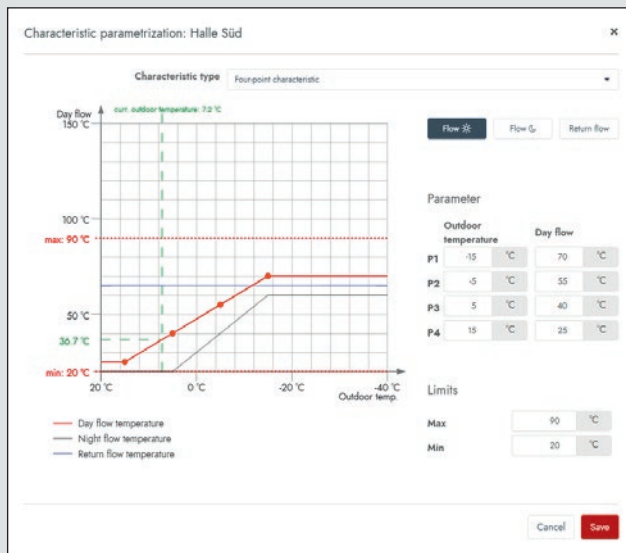 Characteristic parametrization: Halle Süd ×
Characteristic type Four-point characteristic
Day flow
curr. outdoor temperature: 7.0 °C
150 °C
100 °C
max: 90 °C
50 °C
36.7 °C
min: 20 °C
20 °C 0 °C -20 °C -40 °C
Outdoor temp.
Day flow temperature
Night flow temperature
Return flow temperature
Flow Flow Return flow
Parameter
Outdoor temperature Day flow
P1 -15 °C 70 °C
P2 -5 °C 55 °C
P3 5 °C 40 °C
P4 15 °C 25 °C
Limits
Max 90 °C
Min 20 °C
Cancel Save